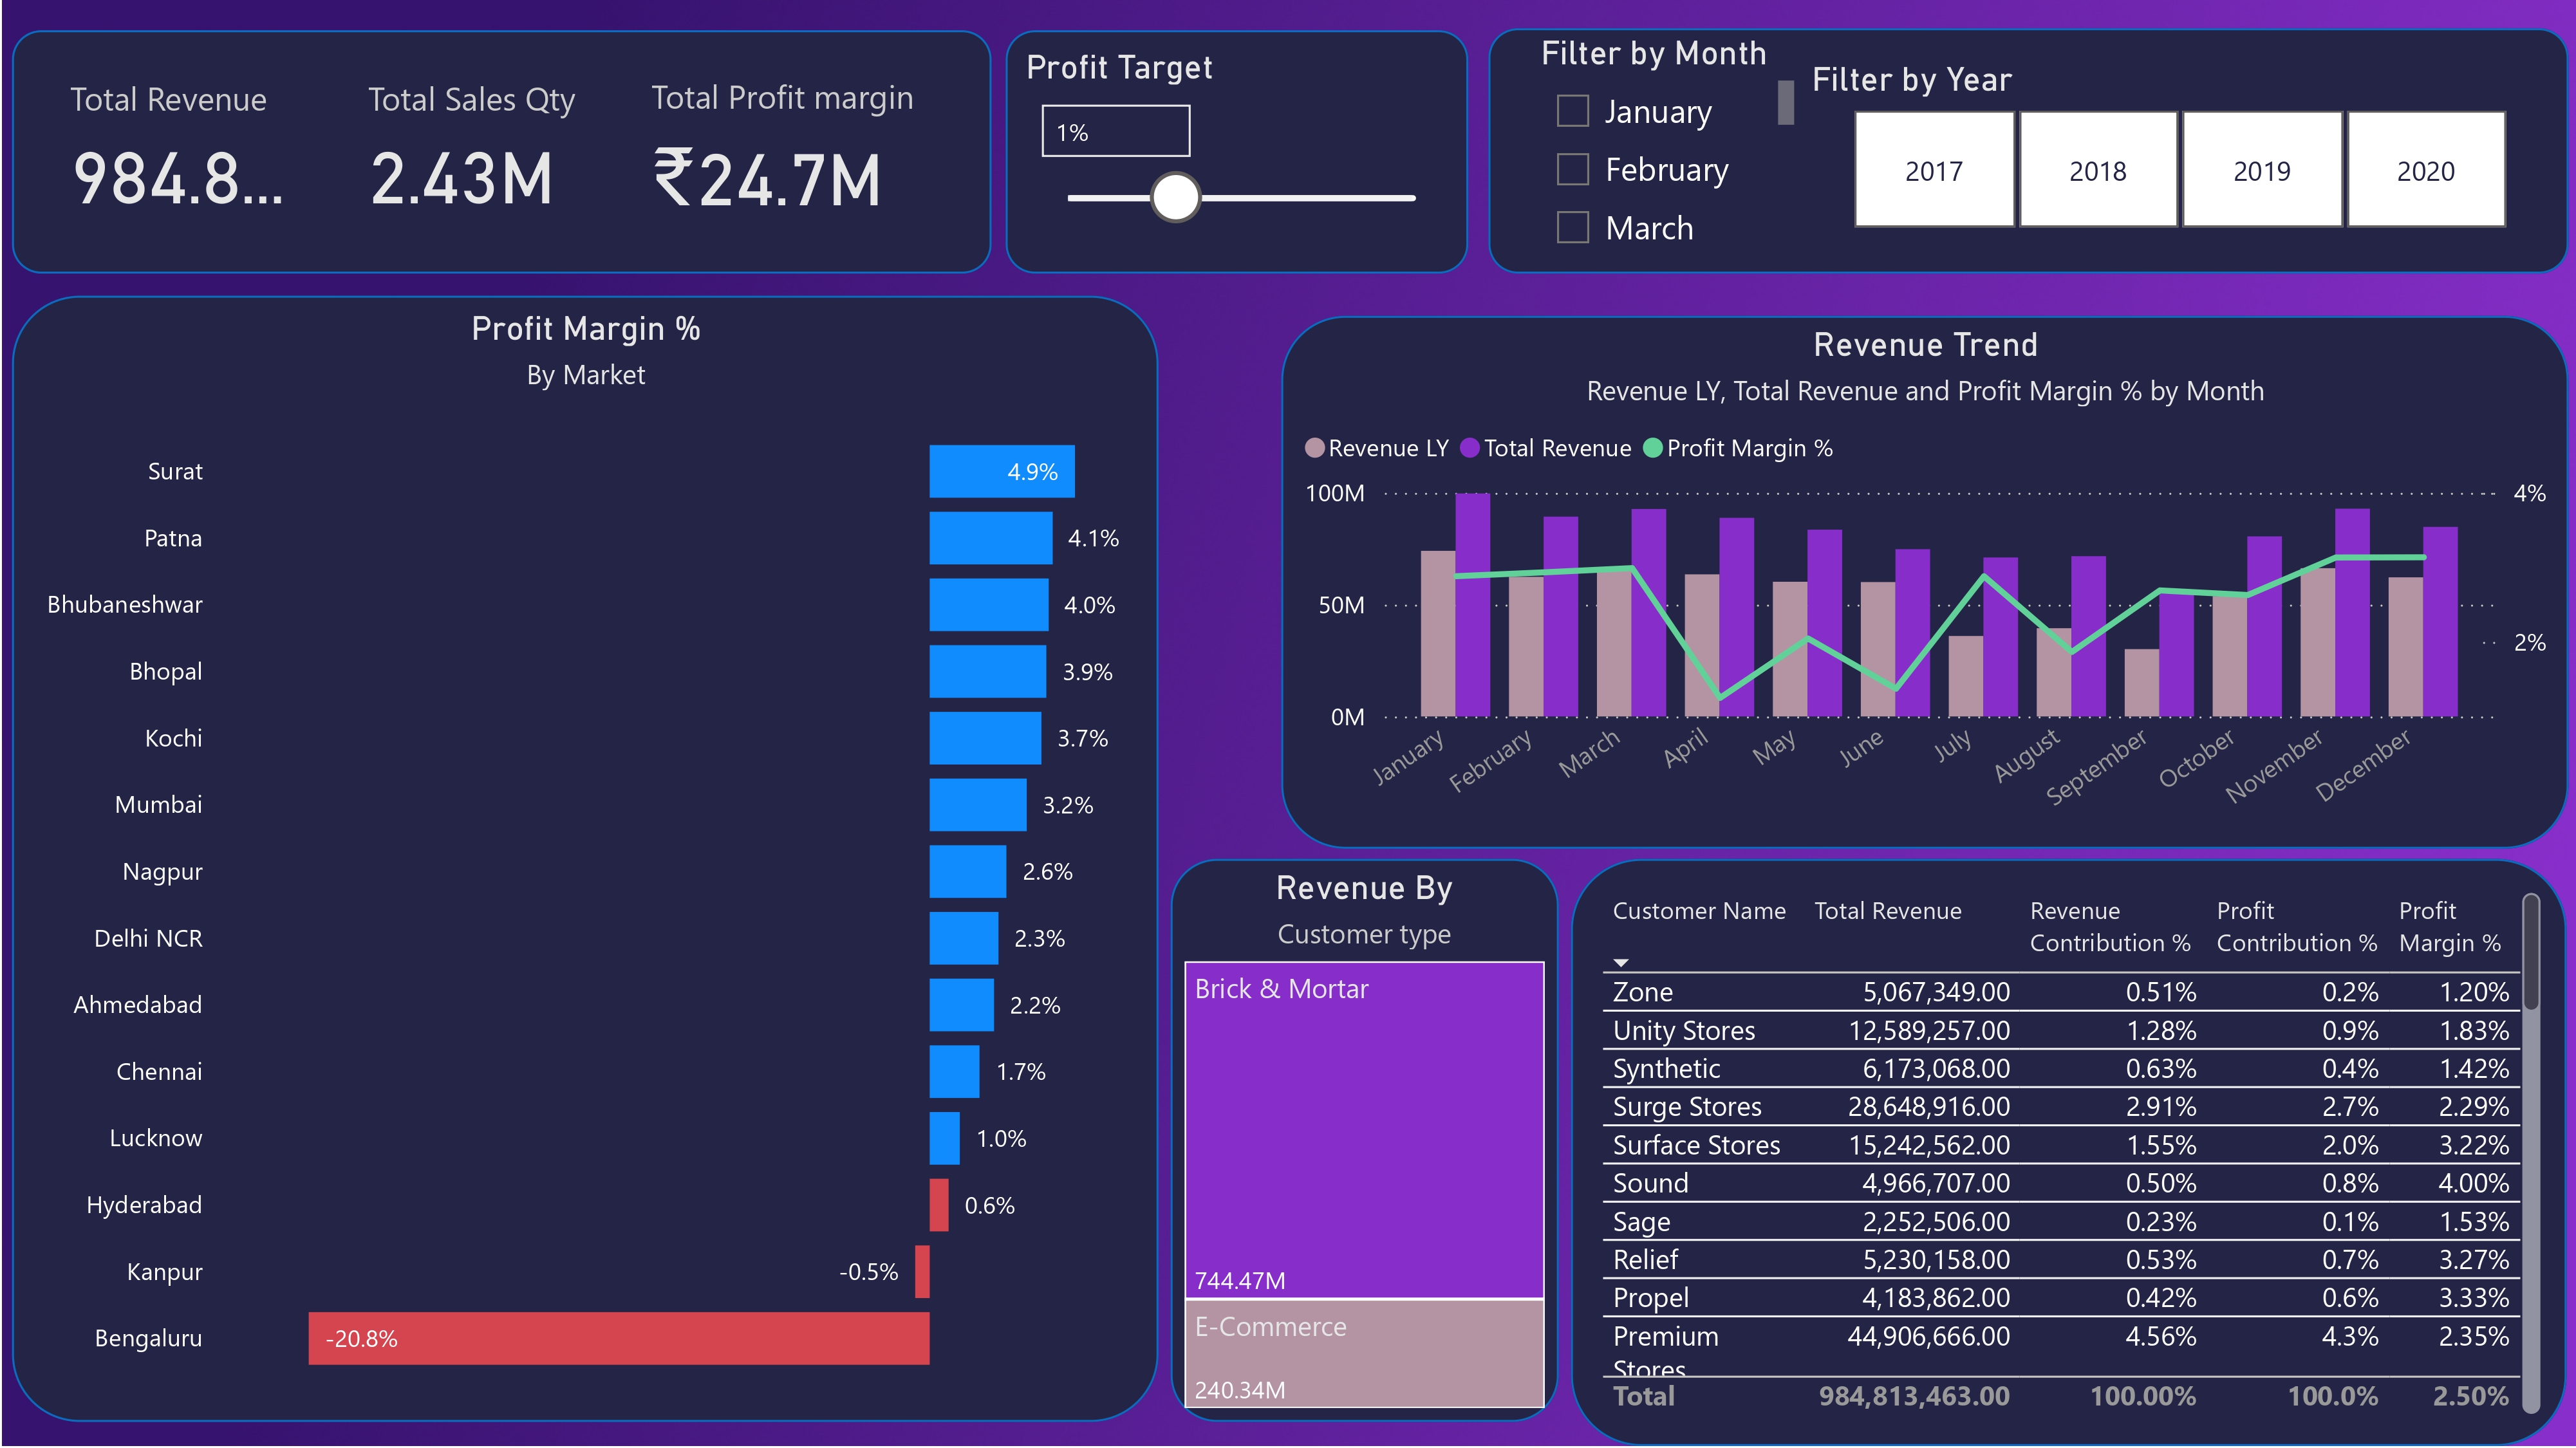 Total Revenue
984.8...
Total Sales Qty
2.43M
Total Profit margin
₹24.7M
Profit Target
1%
Filter by Month
January
February
March
Filter by Year
2017
2018
2019
2020
Profit Margin %
By Market
Surat 4.9%
Patna 4.1%
Bhubaneshwar 4.0%
Bhopal 3.9%
Kochi 3.7%
Mumbai 3.2%
Nagpur 2.6%
Delhi NCR 2.3%
Ahmedabad 2.2%
Chennai 1.7%
Lucknow 1.0%
Hyderabad 0.6%
Kanpur -0.5%
Bengaluru -20.8%
Revenue Trend
Revenue LY, Total Revenue and Profit Margin % by Month
Revenue LY Total Revenue Profit Margin %
100M 4%
50M
2%
0M
January February March April May June July August September October November December
Revenue By
Customer type
Brick & Mortar
744.47M
E-Commerce
240.34M
Customer Name Total Revenue Revenue Profit Profit
Contribution % Contribution % Margin %
Zone 5,067,349.00 0.51% 0.2% 1.20%
Unity Stores 12,589,257.00 1.28% 0.9% 1.83%
Synthetic 6,173,068.00 0.63% 0.4% 1.42%
Surge Stores 28,648,916.00 2.91% 2.7% 2.29%
Surface Stores 15,242,562.00 1.55% 2.0% 3.22%
Sound 4,966,707.00 0.50% 0.8% 4.00%
Sage 2,252,506.00 0.23% 0.1% 1.53%
Relief 5,230,158.00 0.53% 0.7% 3.27%
Propel 4,183,862.00 0.42% 0.6% 3.33%
Premium 44,906,666.00 4.56% 4.3% 2.35%
Stores
Total 984,813,463.00 100.00% 100.0% 2.50%